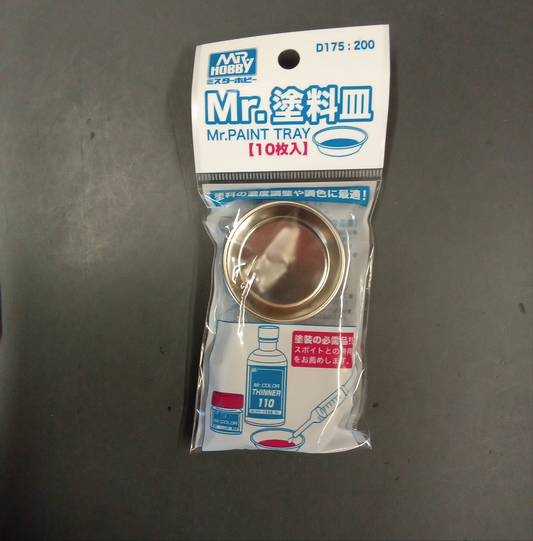 MR HOBBY
ミスターホビー
D175 : 200
Mr.塗料皿
Mr.PAINT TRAY
【10枚入】
塗料の濃度調整や調色に最適!
塗装の必需品!!
スポイトとの併用
をお薦めします。
Mr.COLOR
THINNER
110
Mr.COLOR